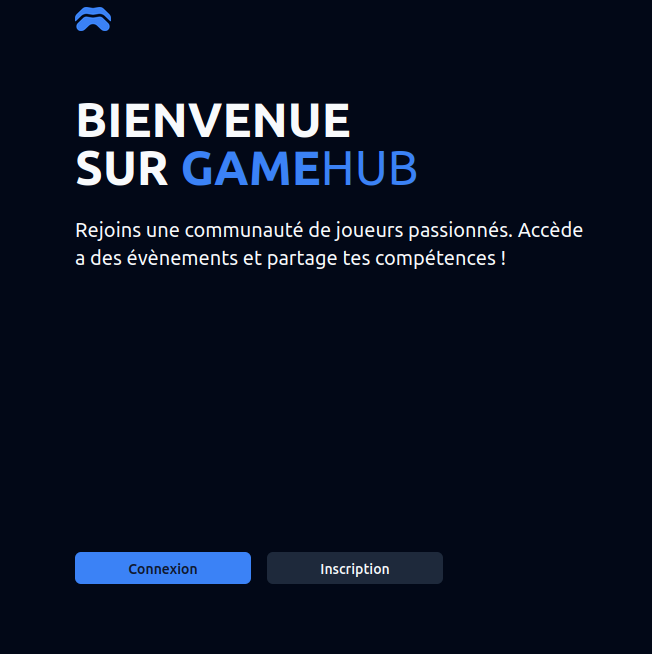 BIENVENUE
SUR GAMEHUB
Rejoins une communauté de joueurs passionnés. Accède
a des évènements et partage tes compétences !
Connexion
Inscription